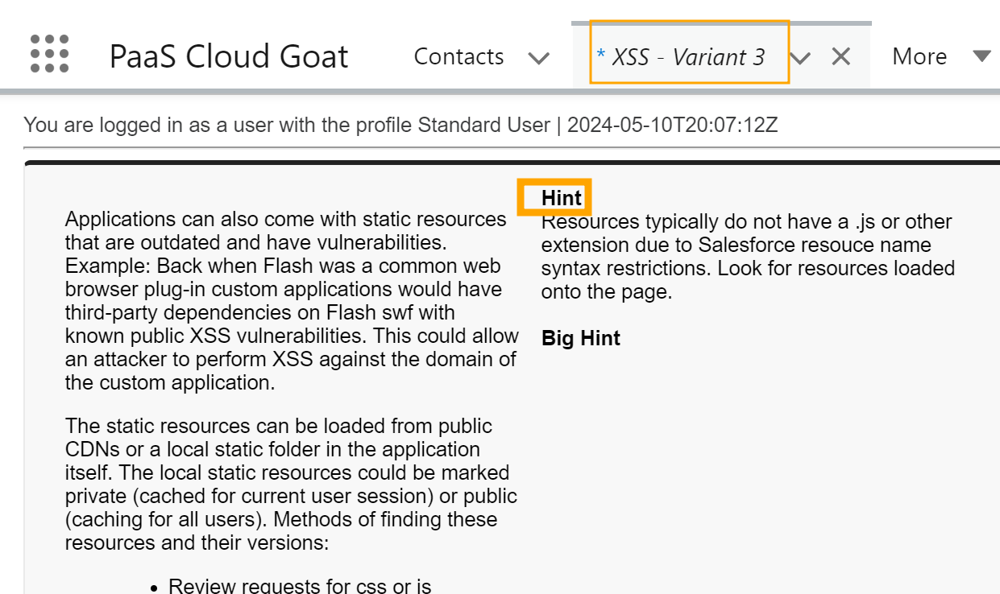 PaaS Cloud Goat Contacts * XSS - Variant 3 More
You are logged in as a user with the profile Standard User | 2024-05-10T20:07:12Z
Applications can also come with static resources
that are outdated and have vulnerabilities.
Example: Back when Flash was a common web
browser plug-in custom applications would have
third-party dependencies on Flash swf with
known public XSS vulnerabilities. This could allow
an attacker to perform XSS against the domain of
the custom application.
The static resources can be loaded from public
CDNs or a local static folder in the application
itself. The local static resources could be marked
private (cached for current user session) or public
(caching for all users). Methods of finding these
resources and their versions:
• Review requests for css or js
Hint
Resources typically do not have a .js or other
extension due to Salesforce resouce name
syntax restrictions. Look for resources loaded
onto the page.
Big Hint